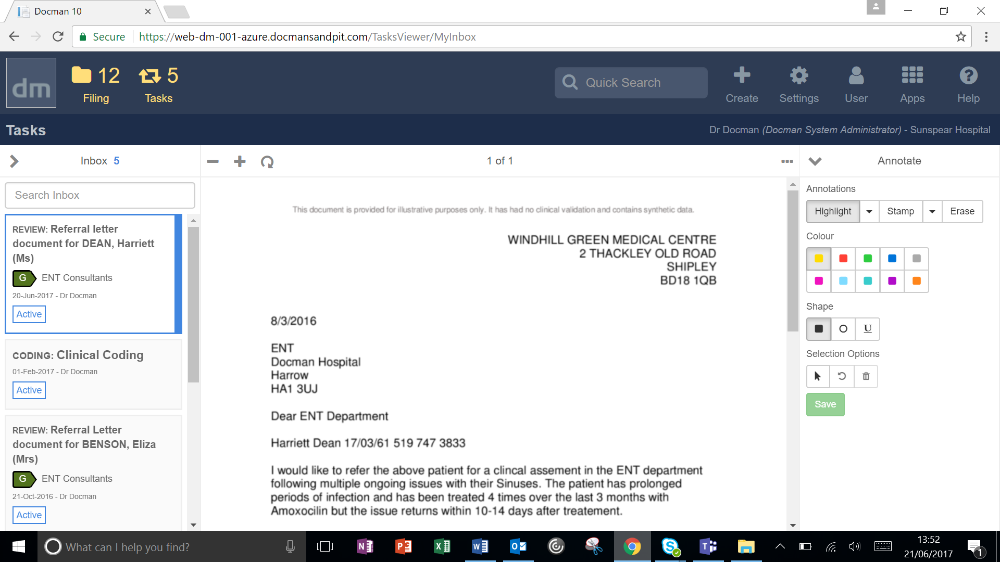 Docman 10
Secure
https://web-dm-001-azure.docmansandpit.com/TasksViewer/MyInbox
dm
12
Filing
5
Tasks
Quick Search
Create
Settings
User
Apps
Help
Tasks
Dr Docman (Docman System Administrator) - Sunspear Hospital
Inbox 5
1 of 1
Annotate
Search Inbox
REVIEW: Referral letter
document for DEAN, Harriett
(Ms)
G ENT Consultants
20-Jun-2017 - Dr Docman
Active
CODING: Clinical Coding
01-Feb-2017 - Dr Docman
Active
REVIEW: Referral Letter
document for BENSON, Eliza
(Mrs)
G ENT Consultants
21-Oct-2016 - Dr Docman
Active
This document is provided for illustrative purposes only. It has had no clinical validation and contains synthetic data.
WINDHILL GREEN MEDICAL CENTRE
2 THACKLEY OLD ROAD
SHIPLEY
BD18 1QB
8/3/2016
ENT
Docman Hospital
Harrow
HA1 3UJ
Dear ENT Department
Harriett Dean 17/03/61 519 747 3833
I would like to refer the above patient for a clincal assement in the ENT department
following multiple ongoing issues with their Sinuses. The patient has prolonged
periods of infection and has been treated 4 times over the last 3 months with
Amoxocilin but the issue returns within 10-14 days after treatement.
Annotations
Highlight
Stamp
Erase
Colour
Shape
U
Selection Options
Save
What can I help you find?
13:52
21/06/2017
1